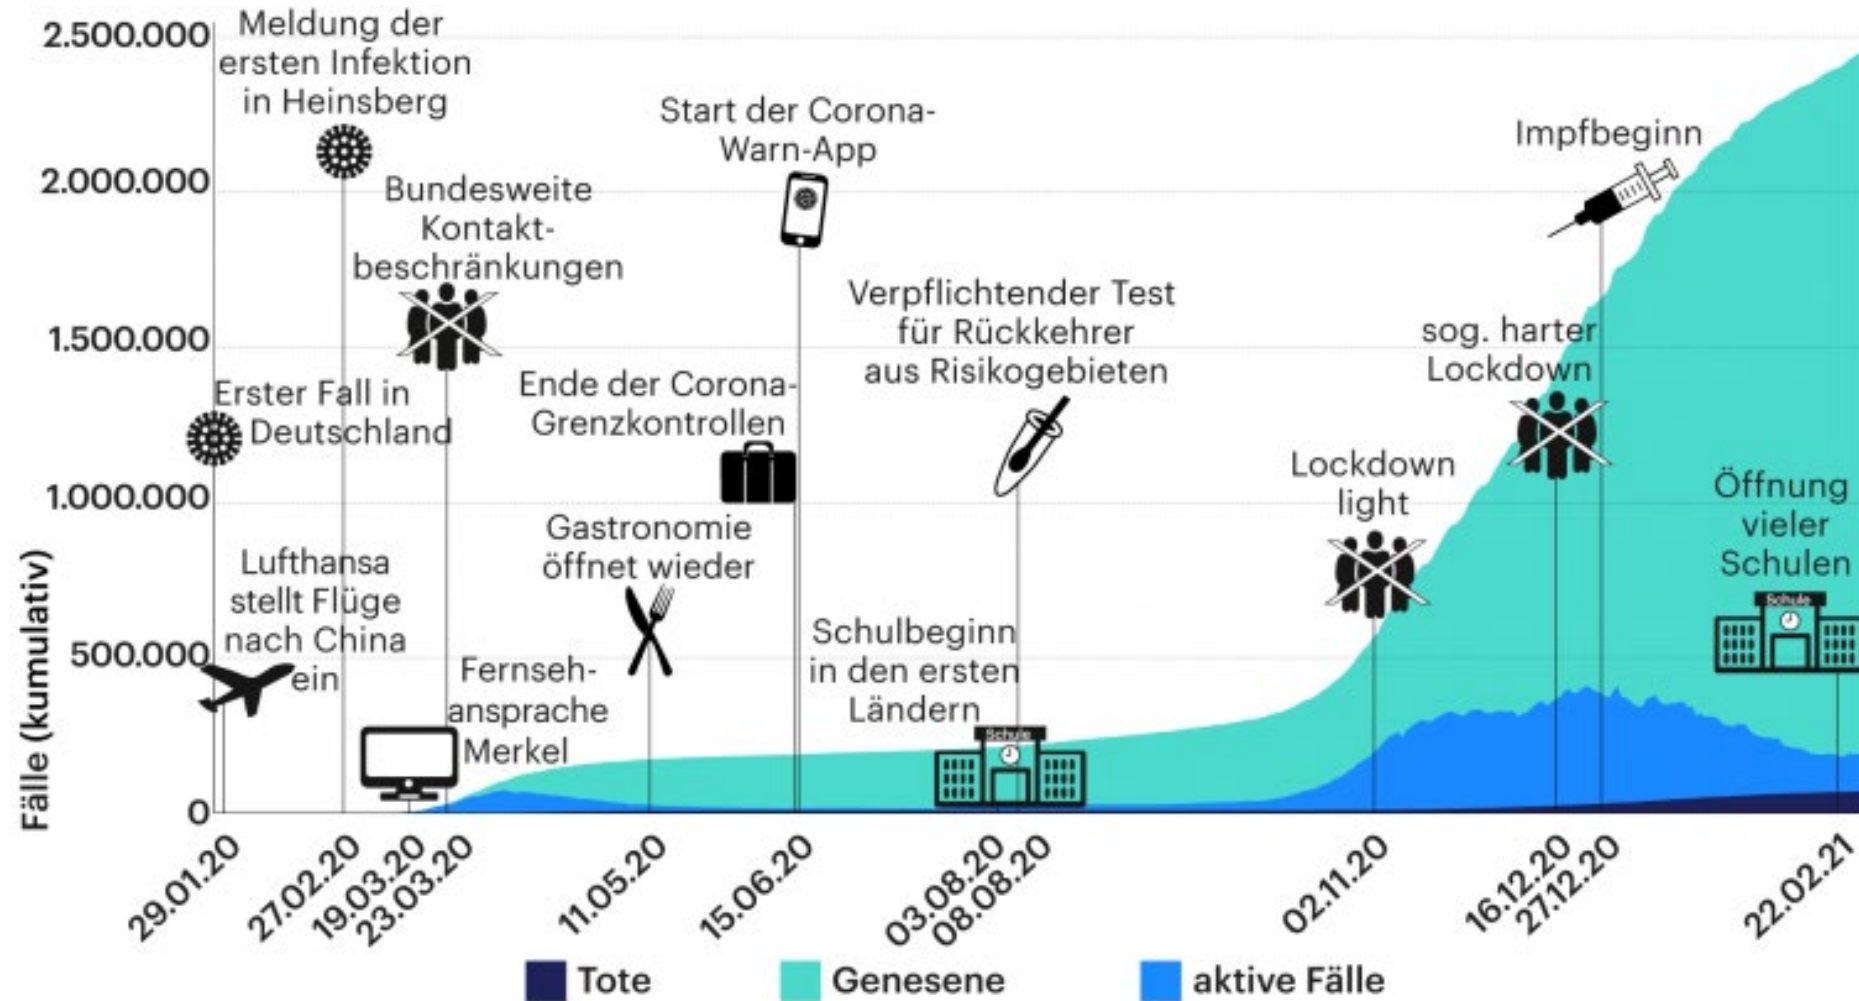 2.500.000
2.000.000
1.500.000
1.000.000
500.000
0
Fälle (kumulativ)
Meldung der
ersten Infektion
in Heinsberg
Bundesweite
Kontakt-
beschränkungen
Erster Fall in
Deutschland
Lufthansa
stellt Flüge
nach China
ein
Fernseh-
ansprache
Merkel
Gastronomie
öffnet wieder
Ende der Corona-
Grenzkontrollen
Start der Corona-
Warn-App
Verpflichtender Test
für Rückkehrer
aus Risikogebieten
Schulbeginn
in den ersten
Ländern
Schule
Lockdown
light
sog. harter
Lockdown
Impfbeginn
Öffnung
vieler
Schulen
Schule
29.01.20
27.02.20
19.03.20
23.03.20
11.05.20
15.06.20
03.08.20
08.08.20
02.11.20
16.12.20
27.12.20
22.02.21
Tote
Genesene
aktive Fälle